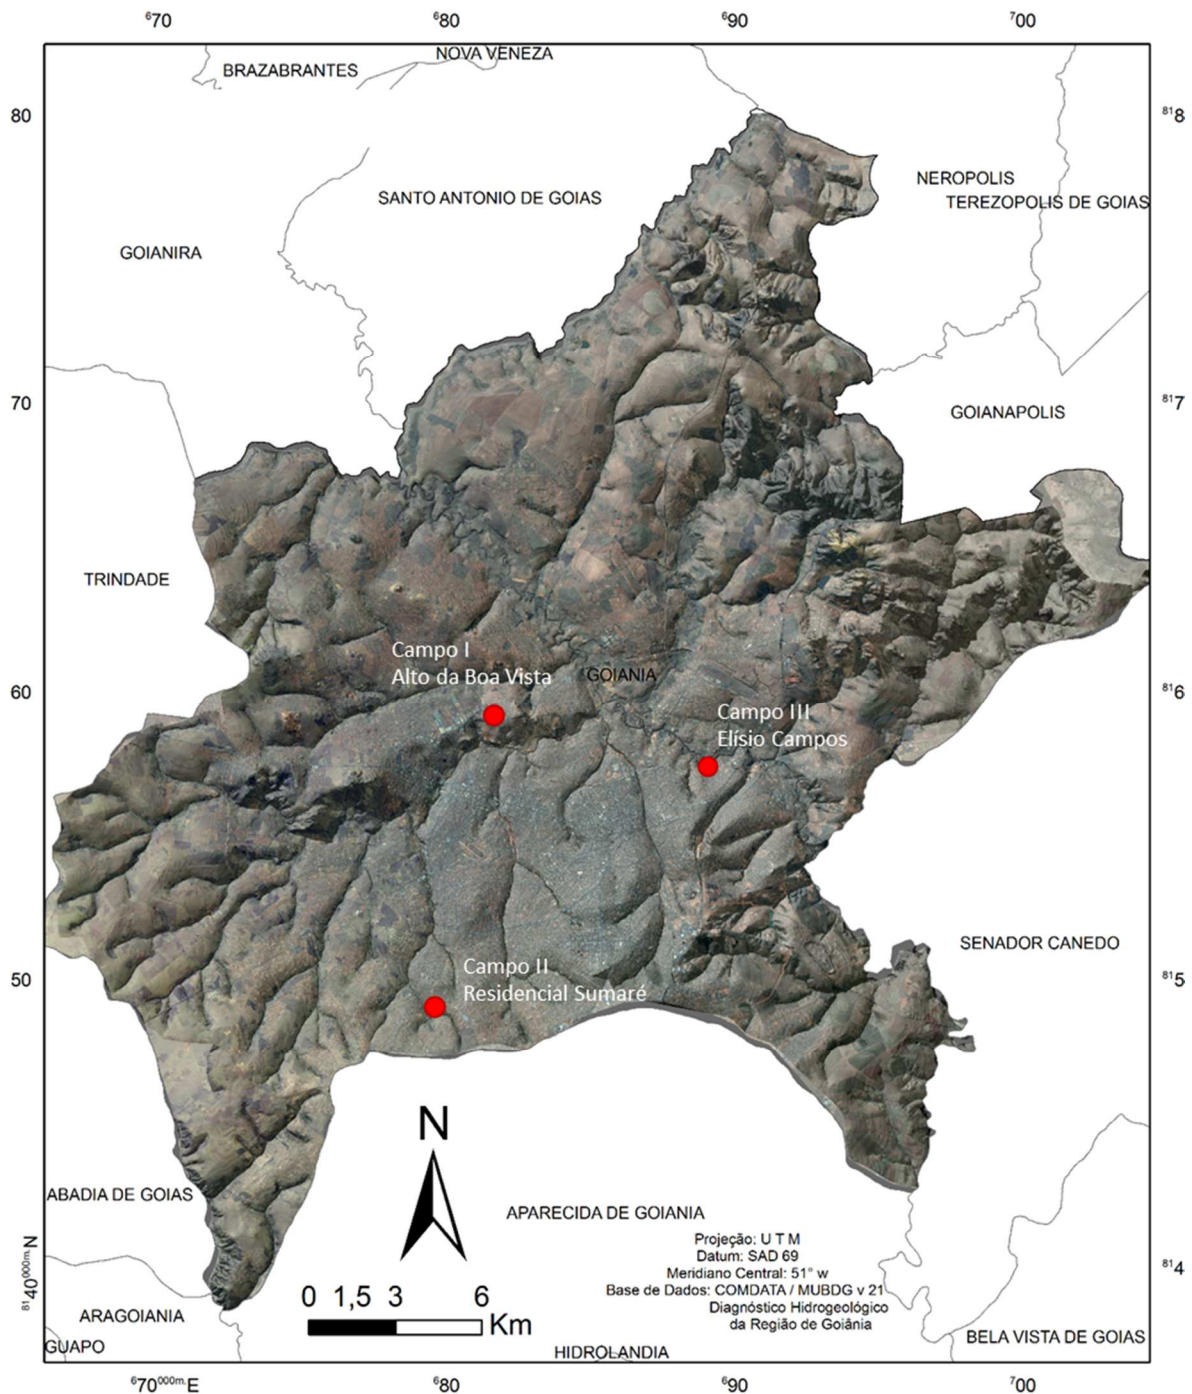 ⁶70 ⁶80 ⁶90 ⁷00
NOVA VENEZA
BRAZABRANTES
80 ⁸¹8
NEROPOLIS
SANTO ANTONIO DE GOIAS
TEREZOPOLIS DE GOIAS
GOIANIRA
70 ⁸¹7
GOIANAPOLIS
TRINDADE
Campo I
Alto da Boa Vista
GOIANIA
60 ⁸¹6
Campo III
Elísio Campos
SENADOR CANEDO
Campo II
Residencial Sumaré
50 ⁸¹5
N
ABADIA DE GOIAS
APARECIDA DE GOIANIA
Projeção: U T M
Datum: SAD 69
Meridiano Central: 51° w
Base de Dados: COMDATA / MUBDG v 21
Diagnóstico Hidrogeológico
da Região de Goiânia
⁸¹40⁰⁰⁰ᵐ·N ⁸¹4
0 1,5 3 6
Km
ARAGOIANIA
GUAPO
HIDROLANDIA
BELA VISTA DE GOIAS
⁶70⁰⁰⁰ᵐ·E ⁶80 ⁶90 ⁷00